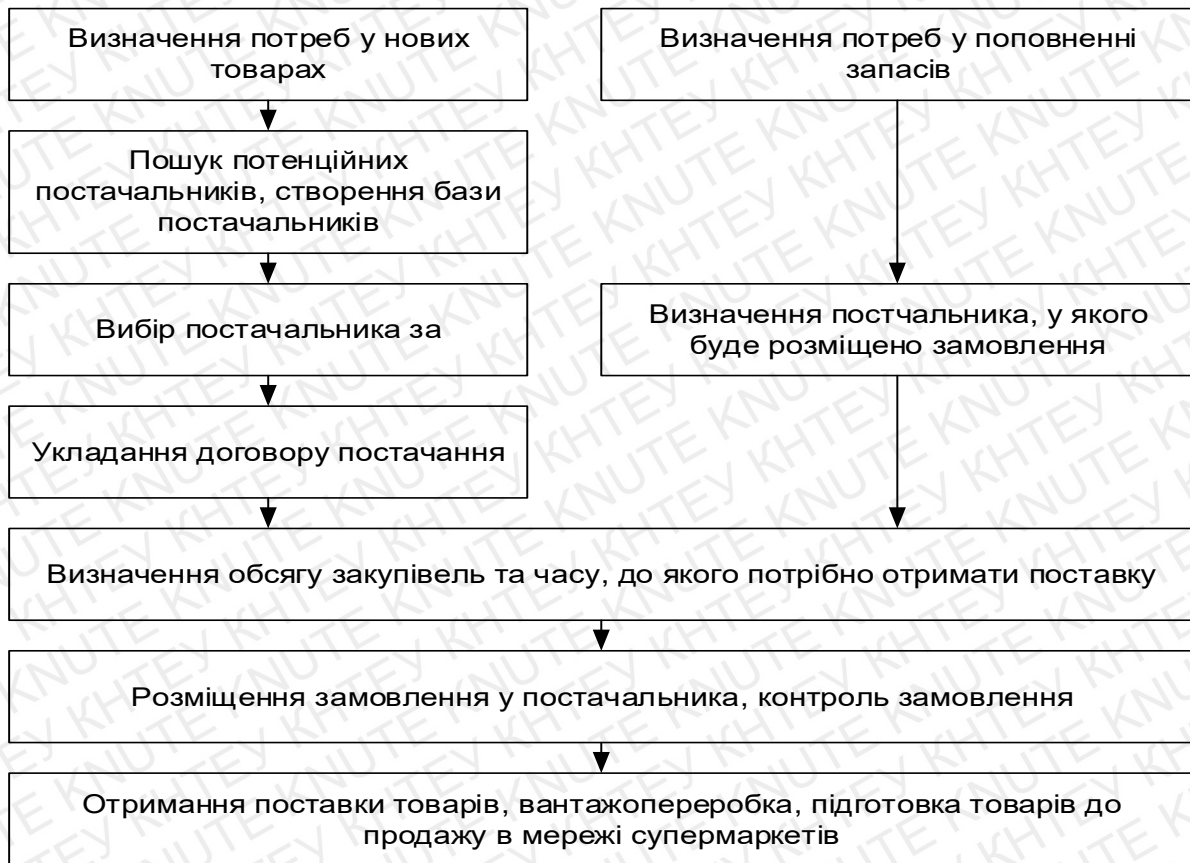 Визначення потреб у нових
товарах
Визначення потреб у поповненні
запасів
Пошук потенційних
постачальників, створення бази
постачальників
Вибір постачальника за
Визначення постчальника, у якого
буде розміщено замовлення
Укладання договору постачання
Визначення обсягу закупівель та часу, до якого потрібно отримати поставку
Розміщення замовлення у постачальника, контроль замовлення
Отримання поставки товарів, вантажопереробка, підготовка товарів до
продажу в мережі супермаркетів